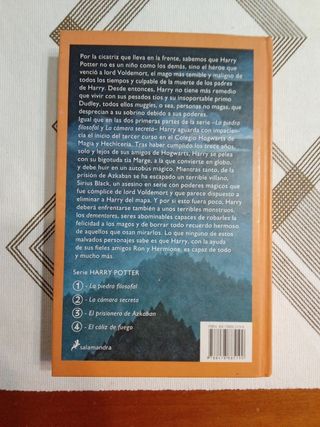 Por la cicatriz que lleva en la frente, sabemos que Harry
Potter no es un niño como los demás, sino el héroe que
venció a lord Voldemort, el mago más temible y maligno de
todos los tiempos y culpable de la muerte de los padres
de Harry. Desde entonces, Harry no tiene más remedio
que vivir con sus pesados tíos y su insoportable primo
Dudley, todos ellos muggles, o sea, personas no magas, que
desprecian a su sobrino debido a sus poderes.
Igual que en las dos primeras partes de la serie -La piedra
filosofal y La cámara secreta- Harry aguarda con impacien-
cia el inicio del tercer curso en el Colegio Hogwarts de
Magia y Hechicería. Tras haber cumplido los trece años,
solo y lejos de sus amigos de Hogwarts, Harry se pelea
con su bigotuda tía Marge, a la que convierte en globo,
y debe huir en un autobús mágico. Mientras tanto, de la
prisión de Azkaban se ha escapado un terrible villano,
Sirius Black, un asesino en serie con poderes mágicos que
fue cómplice de lord Voldemort y que parece dispuesto a
eliminar a Harry del mapa. Y por si esto fuera poco, Harry
deberá enfrentarse también a unos terribles monstruos,
los dementores, seres abominables capaces de robarles la
felicidad a los magos y de borrar todo recuerdo hermoso
de aquellos que osan mirarlos. Lo que ninguno de estos
malvados personajes sabe es que Harry, con la ayuda
de sus fieles amigos Ron y Hermione, es capaz de todo
y mucho más.
Serie HARRY POTTER
1 - La piedra filosofal
2 - La cámara secreta
3 - El prisionero de Azkaban
4 - El cáliz de fuego
salamandra